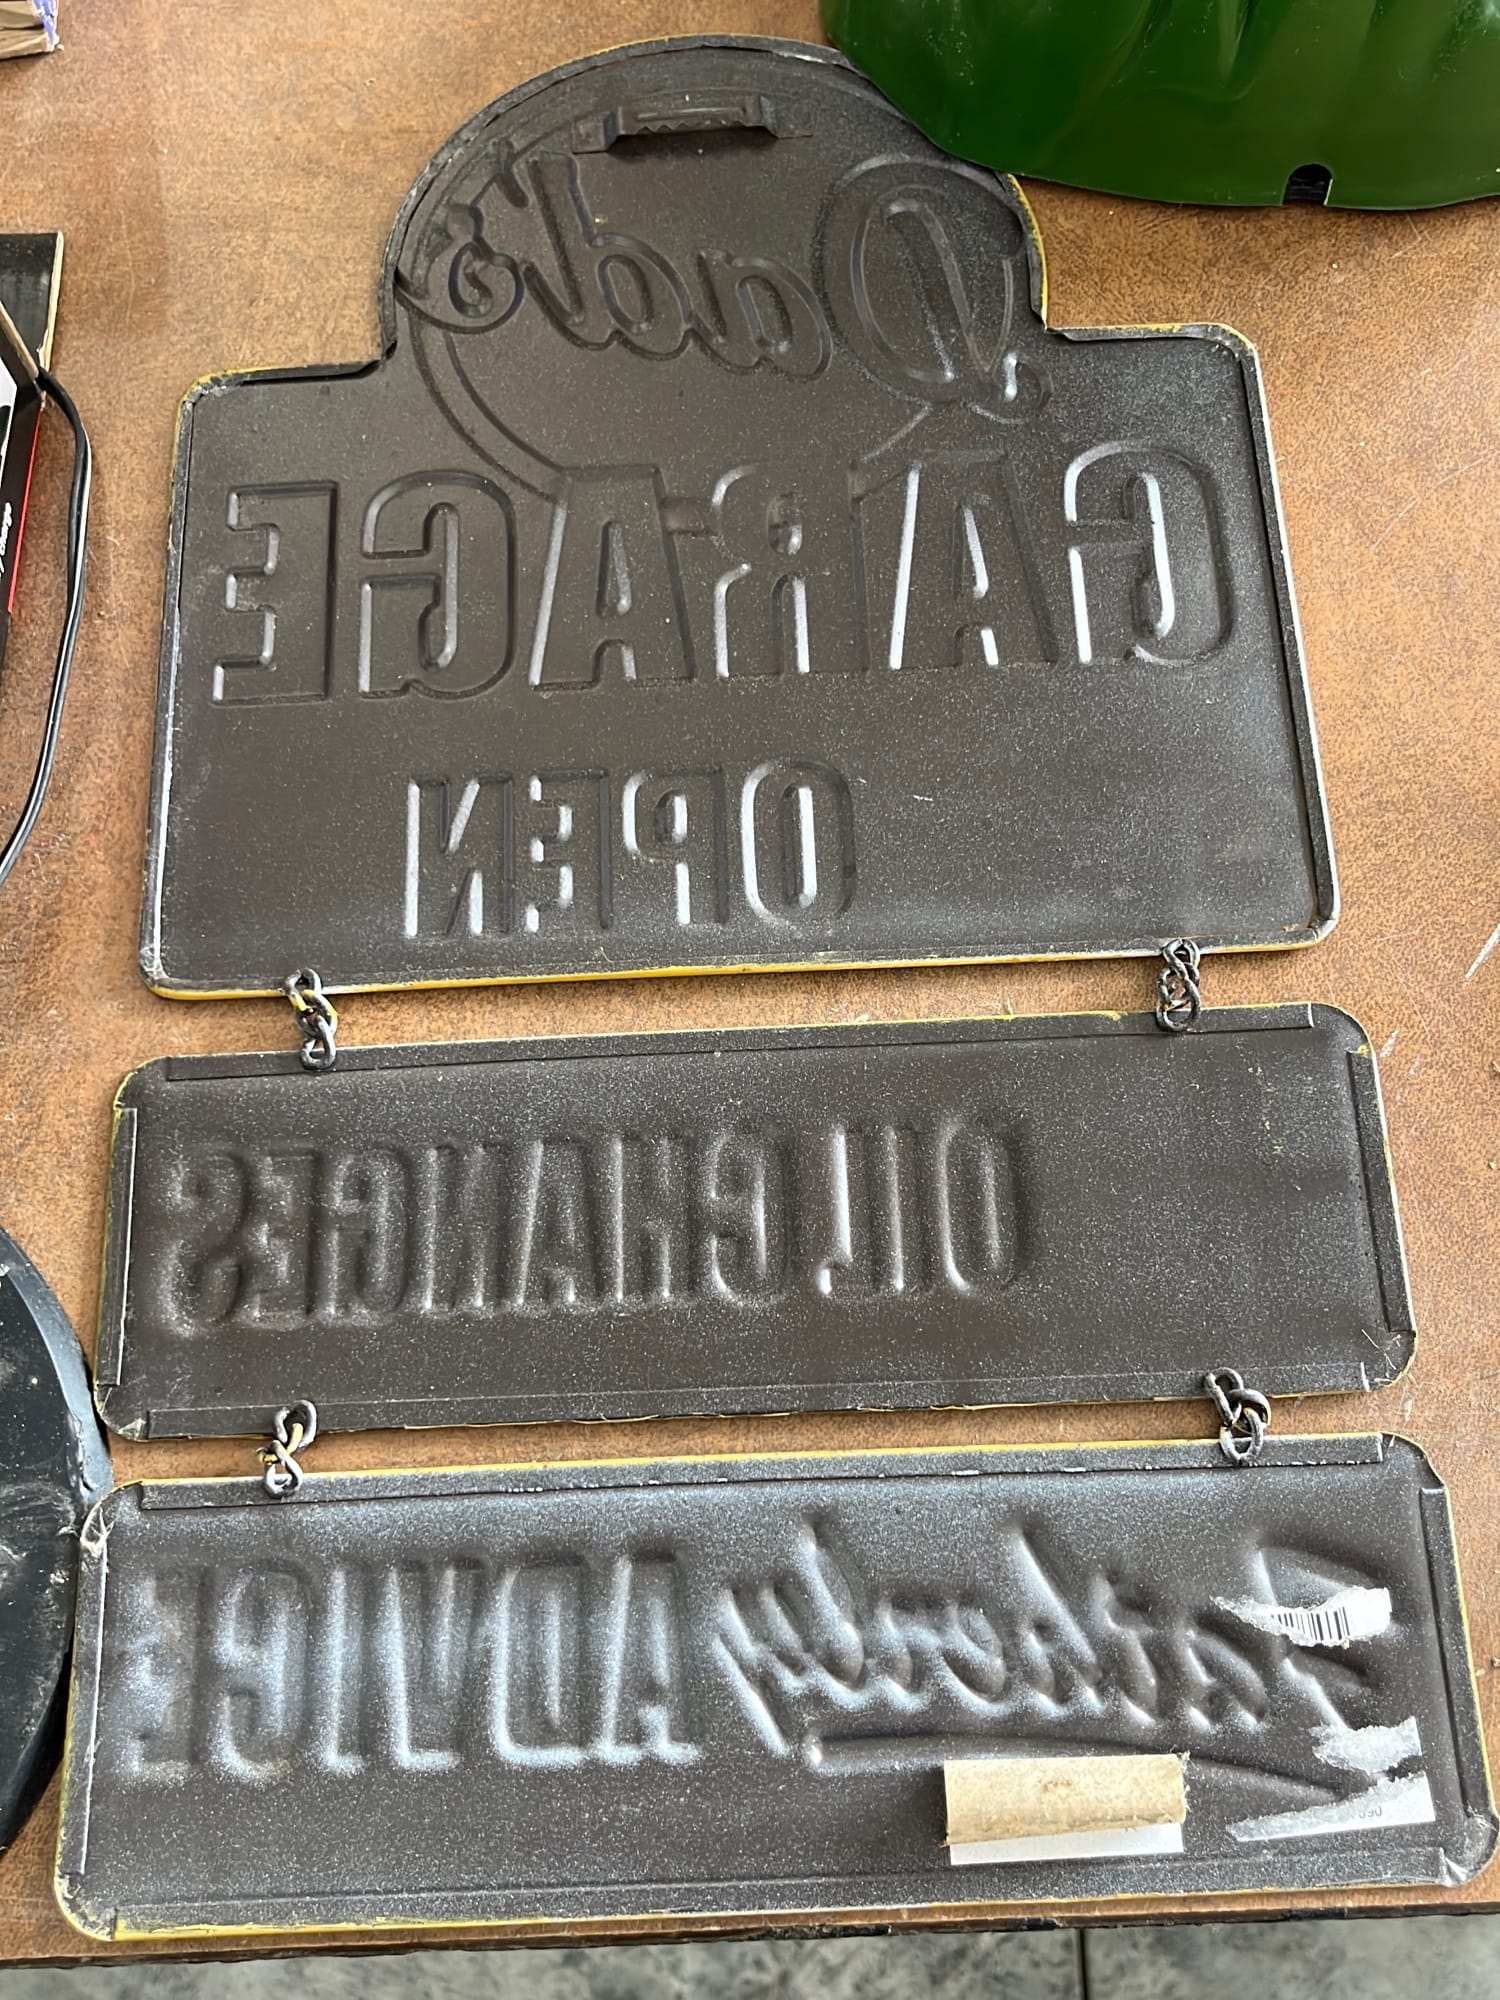 Dad's
GARAGE
OPEN
OIL CHANGES
Fatherly ADVICE